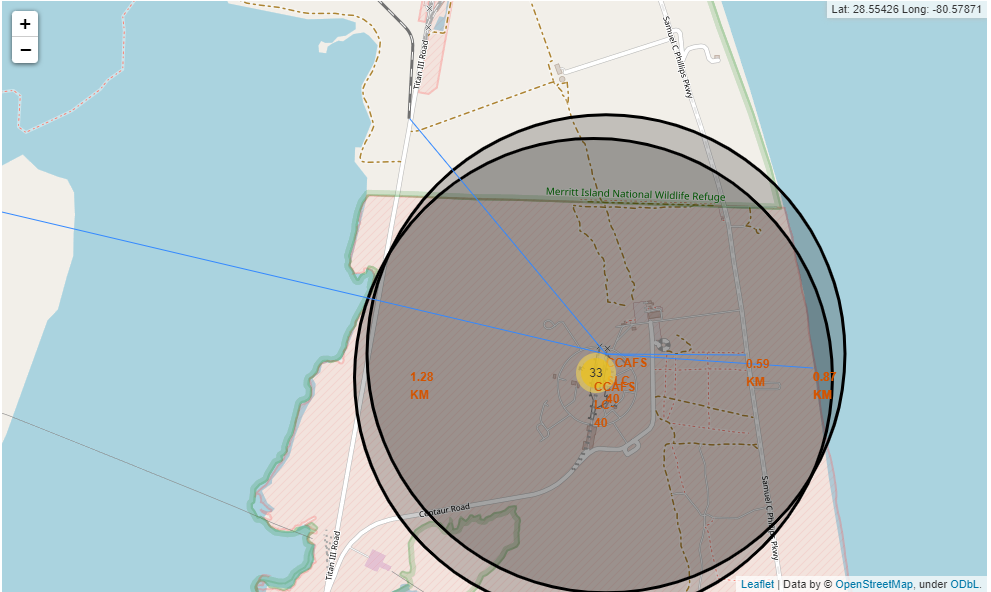 +
−
Lat: 28.55426 Long: -80.57871
Titan III Road
Samuel C Phillips Pkwy
Merritt Island National Wildlife Refuge
33
CCAFS
LC
40
CCAFS
LC
40
0.59
KM
0.87
KM
1.28
KM
Centaur Road
Samuel C Phillips Pkwy
Titan III Road
Leaflet | Data by © OpenStreetMap, under ODbL.